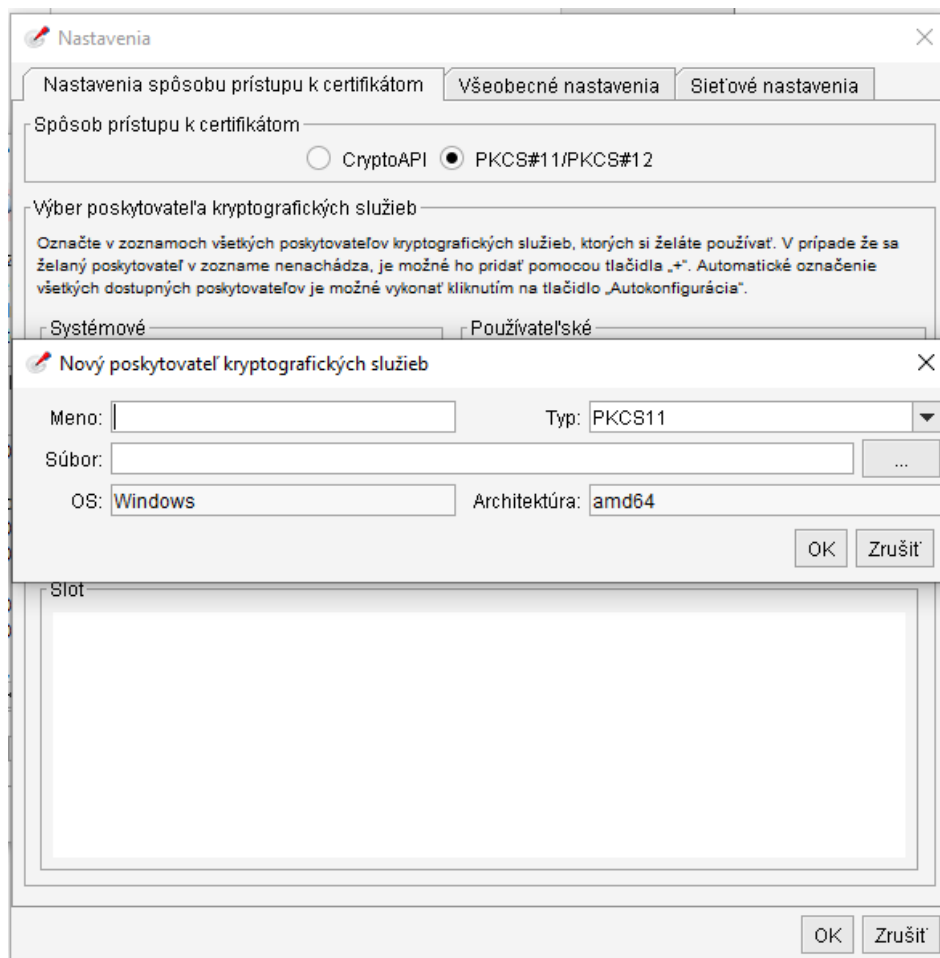 Nastavenia
Nastavenia spôsobu prístupu k certifikátom Všeobecné nastavenia Sieťové nastavenia
Spôsob prístupu k certifikátom
CryptoAPI PKCS#11/PKCS#12
Výber poskytovateľa kryptografických služieb
Označte v zoznamoch všetkých poskytovateľov kryptografických služieb, ktorých si želáte používať. V prípade že sa
želaný poskytovateľ v zozname nenachádza, je možné ho pridať pomocou tlačidla „+“. Automatické označenie
všetkých dostupných poskytovateľov je možné vykonať kliknutím na tlačidlo „Autokonfigurácia“.
Systémové Používateľské
Nový poskytovateľ kryptografických služieb
Meno: Typ: PKCS11
Súbor: ...
OS: Windows Architektúra: amd64
OK Zrušiť
Slot
OK Zrušiť